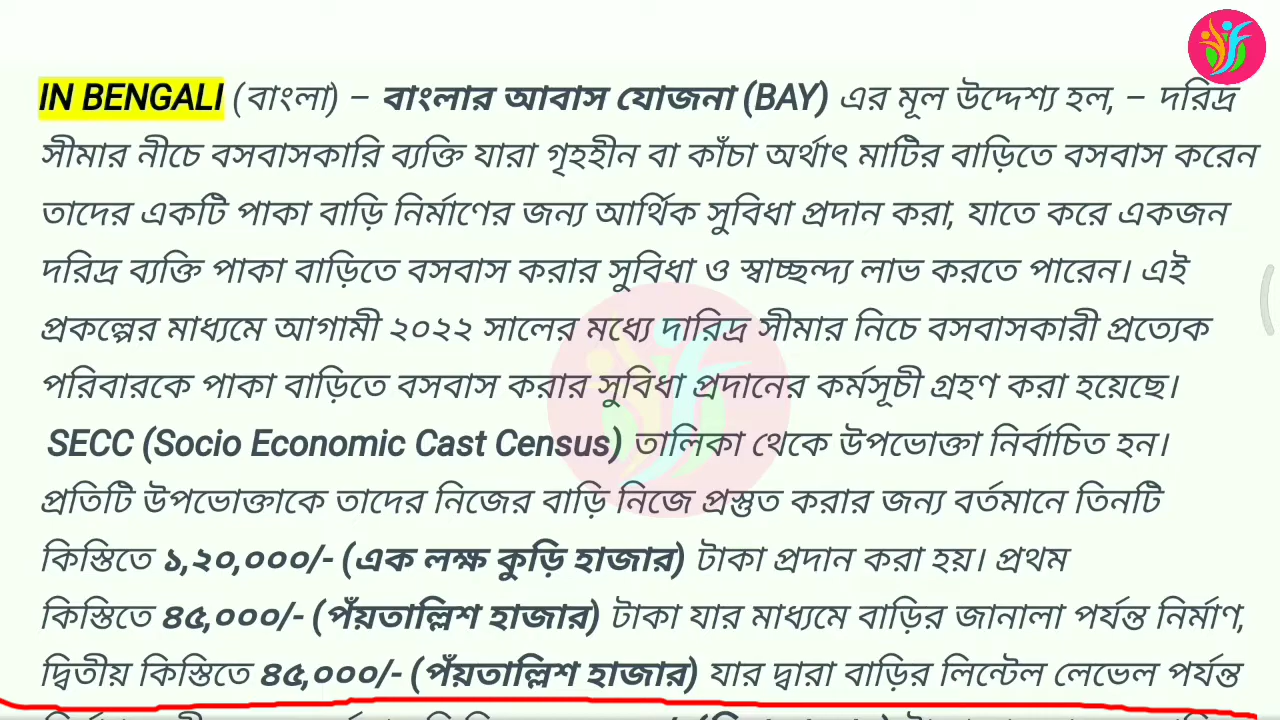 IN BENGALI (বাংলা) – বাংলার আবাস যোজনা (BAY) এর মূল উদ্দেশ্য হল, – দরিদ্র
সীমার নীচে বসবাসকারি ব্যক্তি যারা গৃহহীন বা কাঁচা অর্থাৎ মাটির বাড়িতে বসবাস করেন
তাদের একটি পাকা বাড়ি নির্মাণের জন্য আর্থিক সুবিধা প্রদান করা, যাতে করে একজন
দরিদ্র ব্যক্তি পাকা বাড়িতে বসবাস করার সুবিধা ও স্বাচ্ছন্দ্য লাভ করতে পারেন। এই
প্রকল্পের মাধ্যমে আগামী ২০২২ সালের মধ্যে দারিদ্র সীমার নিচে বসবাসকারী প্রত্যেক
পরিবারকে পাকা বাড়িতে বসবাস করার সুবিধা প্রদানের কর্মসূচী গ্রহণ করা হয়েছে।
SECC (Socio Economic Cast Census) তালিকা থেকে উপভোক্তা নির্বাচিত হন।
প্রতিটি উপভোক্তাকে তাদের নিজের বাড়ি নিজে প্রস্তুত করার জন্য বর্তমানে তিনটি
কিস্তিতে ১,২০,০০০/- (এক লক্ষ কুড়ি হাজার) টাকা প্রদান করা হয়। প্রথম
কিস্তিতে ৪৫,০০০/- (পঁয়তাল্লিশ হাজার) টাকা যার মাধ্যমে বাড়ির জানালা পর্যন্ত নির্মাণ,
দ্বিতীয় কিস্তিতে ৪৫,০০০/- (পঁয়তাল্লিশ হাজার) যার দ্বারা বাড়ির লিন্টেল লেভেল পর্যন্ত